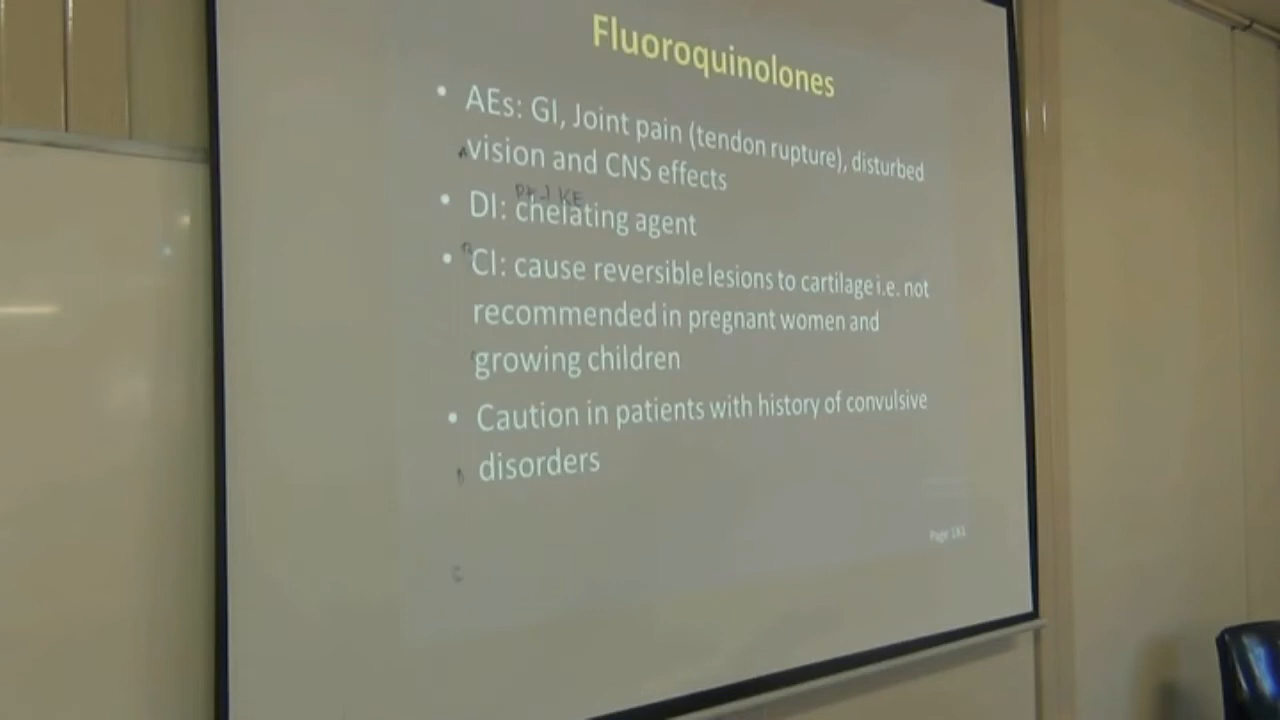 Fluoroquinolones
• AEs: GI, Joint pain (tendon rupture), disturbed
vision and CNS effects
• DI: chelating agent
• CI: cause reversible lesions to cartilage i.e. not
recommended in pregnant women and
growing children
• Caution in patients with history of convulsive
disorders